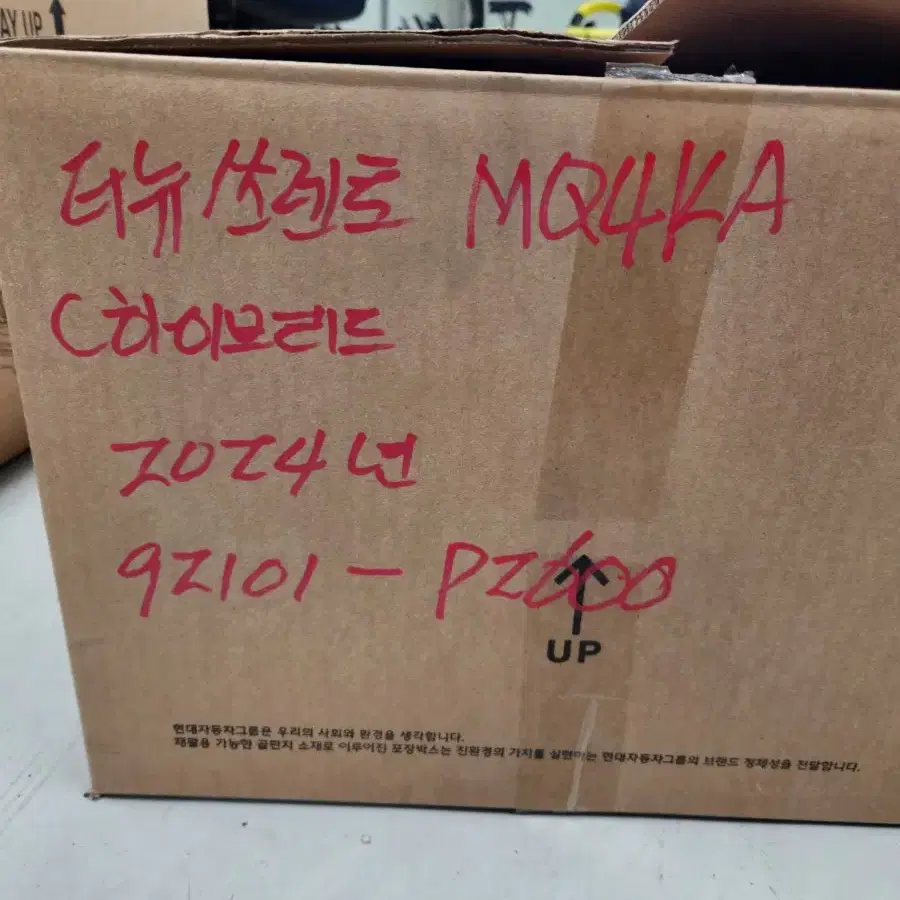 AY UP
더뉴 쏘렌토 MQ4KA
(하이브리드
2024년
92101 - P2600
UP
현대자동차그룹은 우리의 사회와 환경을 생각합니다.
재활용 가능한 골판지 소재로 이루어진 포장박스는 친환경의 가치를 실현하는 현대자동차그룹의 브랜드 정체성을 전달합니다.